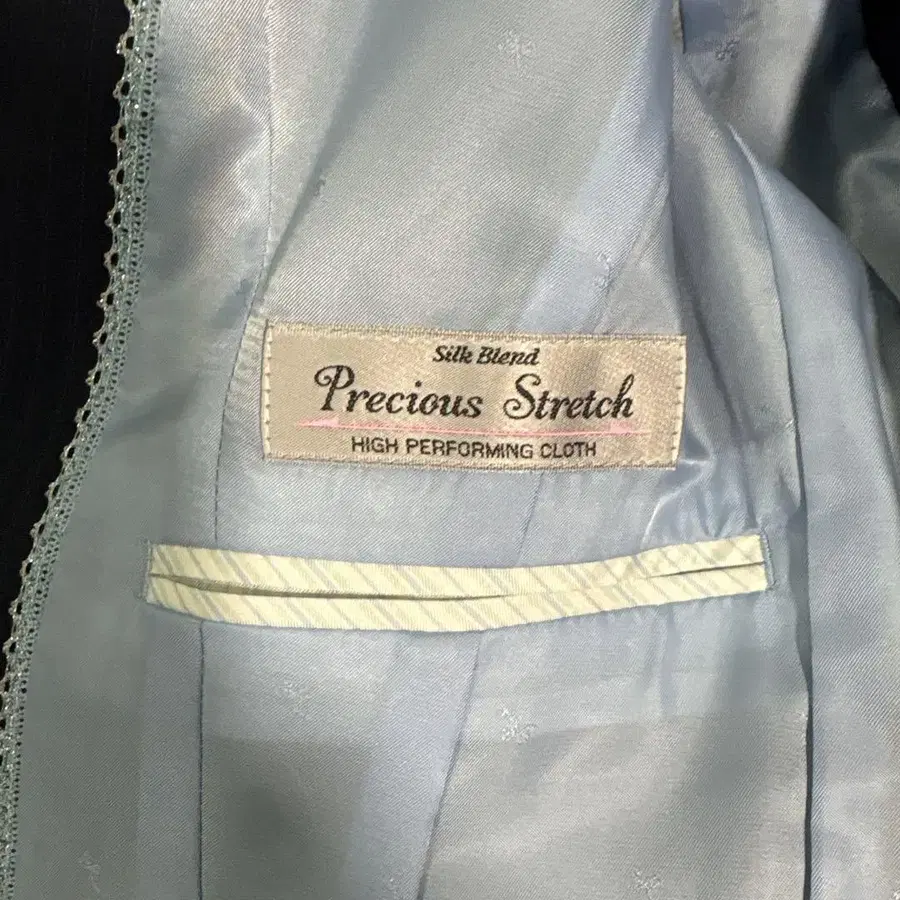 Silk Blend
Precious Stretch
HIGH PERFORMING CLOTH